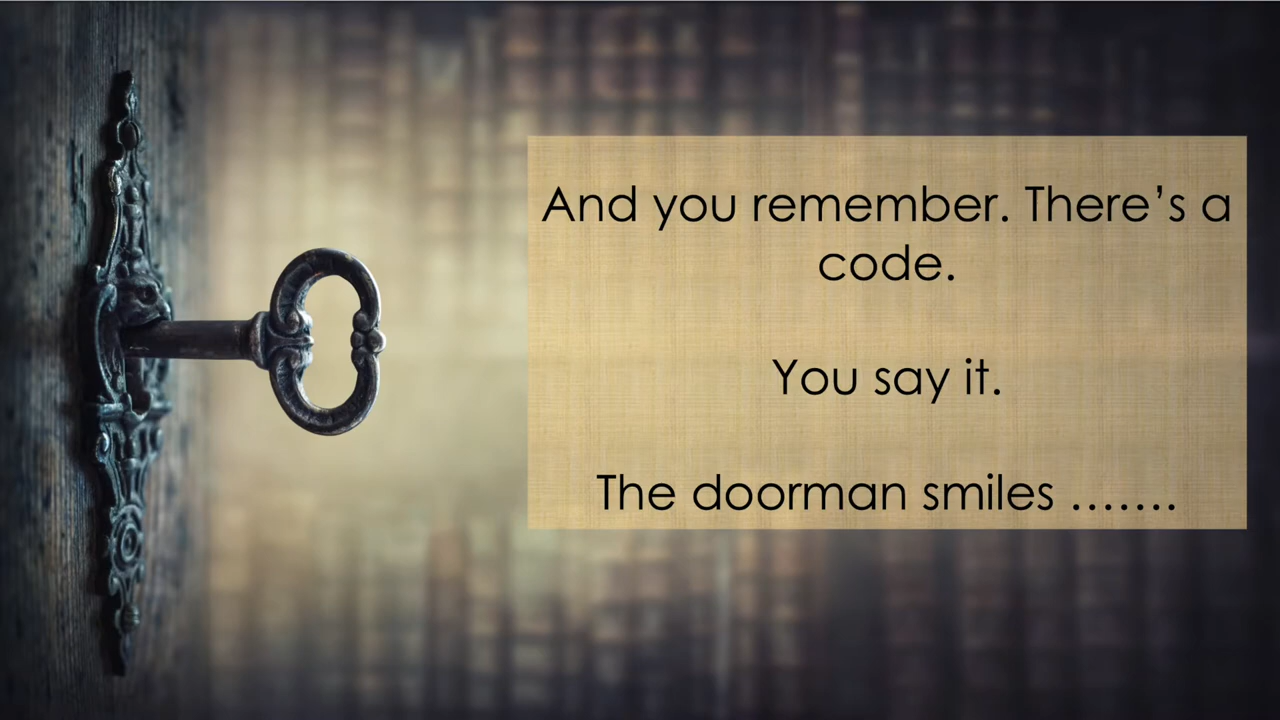 And you remember. There’s a
code.
You say it.
The doorman smiles …….